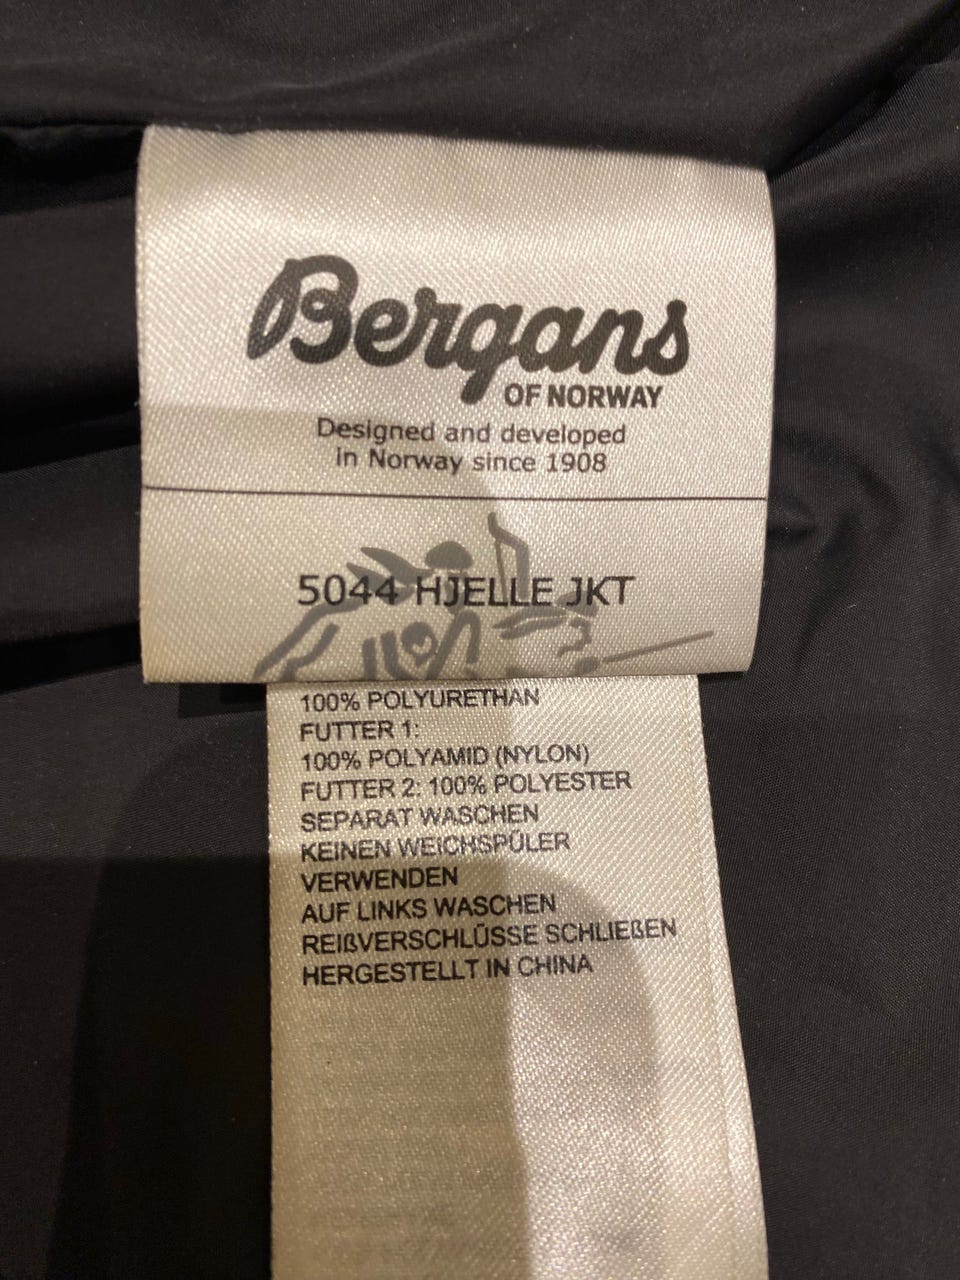 Bergans
OF NORWAY
Designed and developed
in Norway since 1908
5044 HJELLE JKT
100% POLYURETHAN
FUTTER 1:
100% POLYAMID (NYLON)
FUTTER 2: 100% POLYESTER
SEPARAT WASCHEN
KEINEN WEICHSPÜLER
VERWENDEN
AUF LINKS WASCHEN
REIßVERSCHLÜSSE SCHLIEßEN
HERGESTELLT IN CHINA